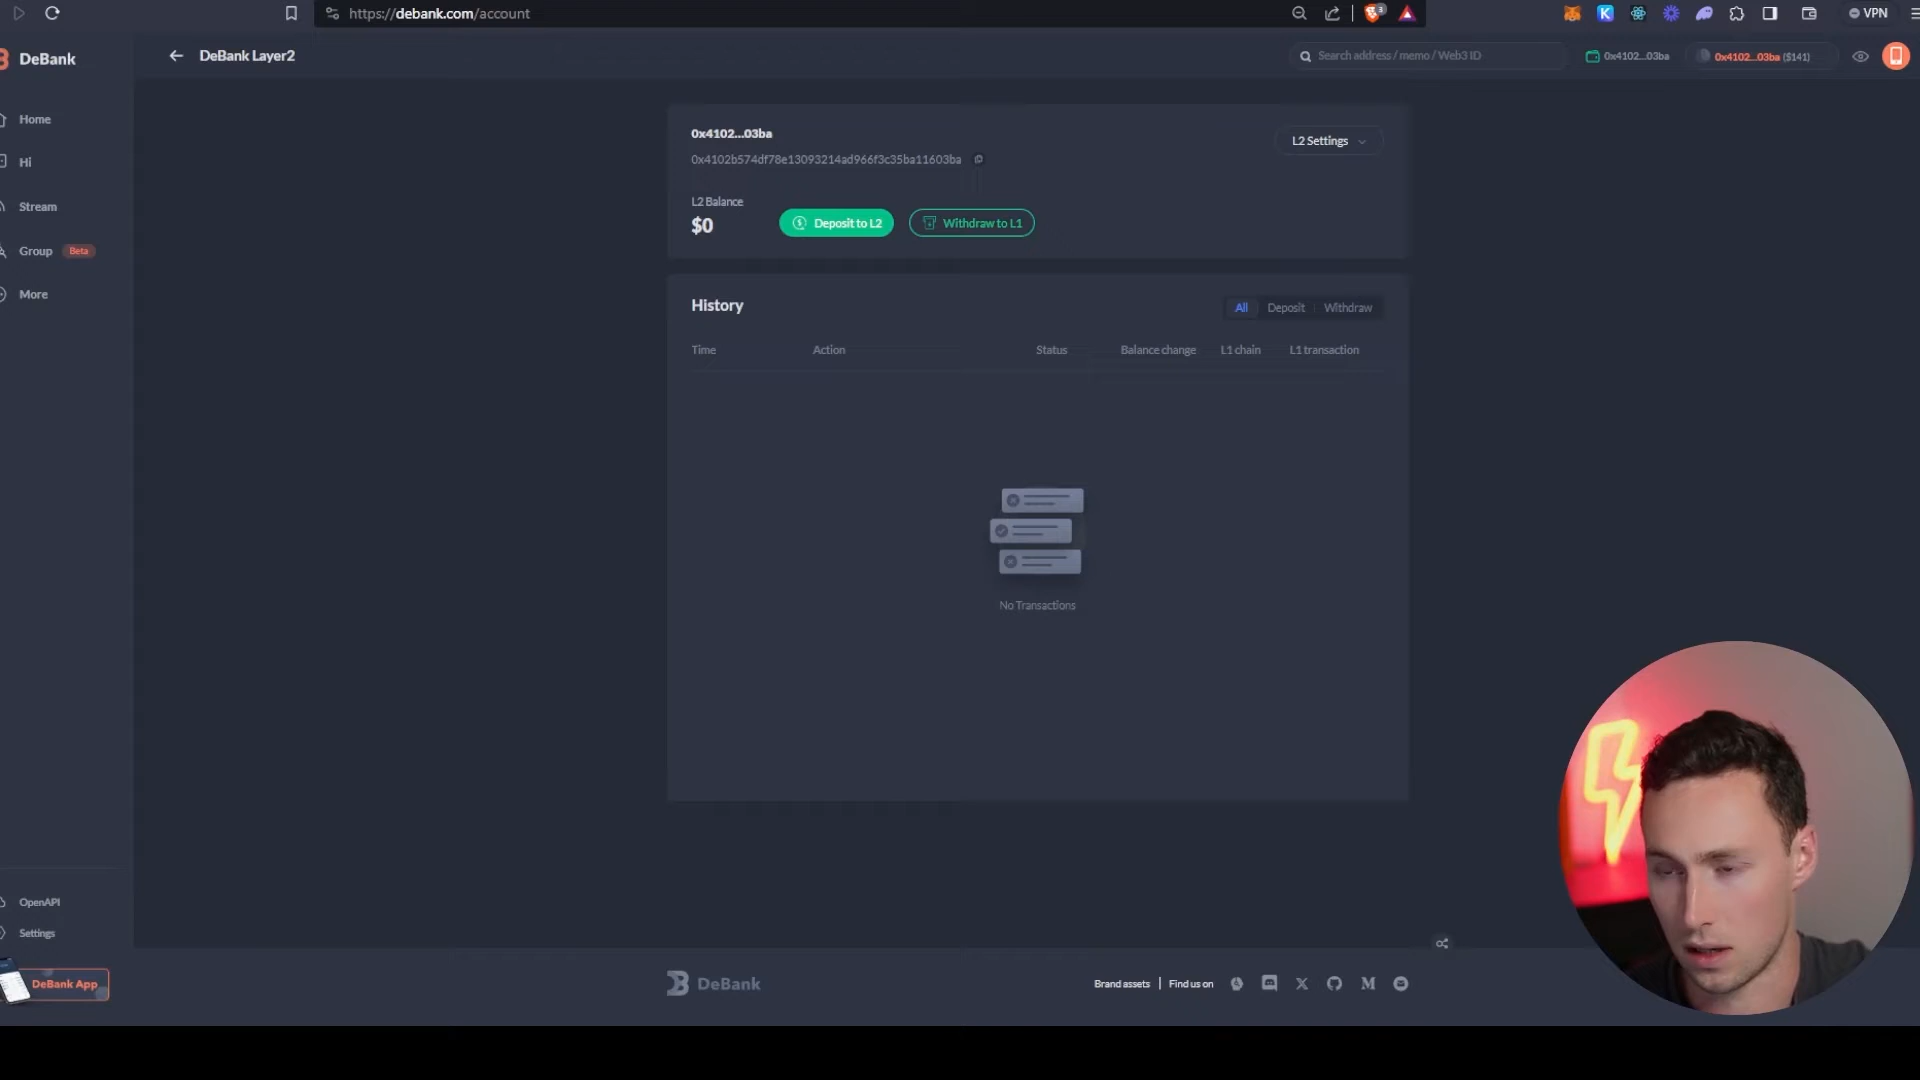 https://debank.com/account
3
VPN
DeBank
DeBank Layer2
Search address / memo / Web3 ID
0x4102...03ba
0x4102...03ba ($141)
Home
Hi
Stream
Group Beta
More
0x4102...03ba
L2 Settings
0x4102b574df78e13093214ad966f3c35ba11603ba
L2 Balance
$0
Deposit to L2
Withdraw to L1
History
All
Deposit
Withdraw
Time
Action
Status
Balance change
L1 chain
L1 transaction
No Transactions
OpenAPI
Settings
DeBank App
DeBank
Brand assets | Find us on